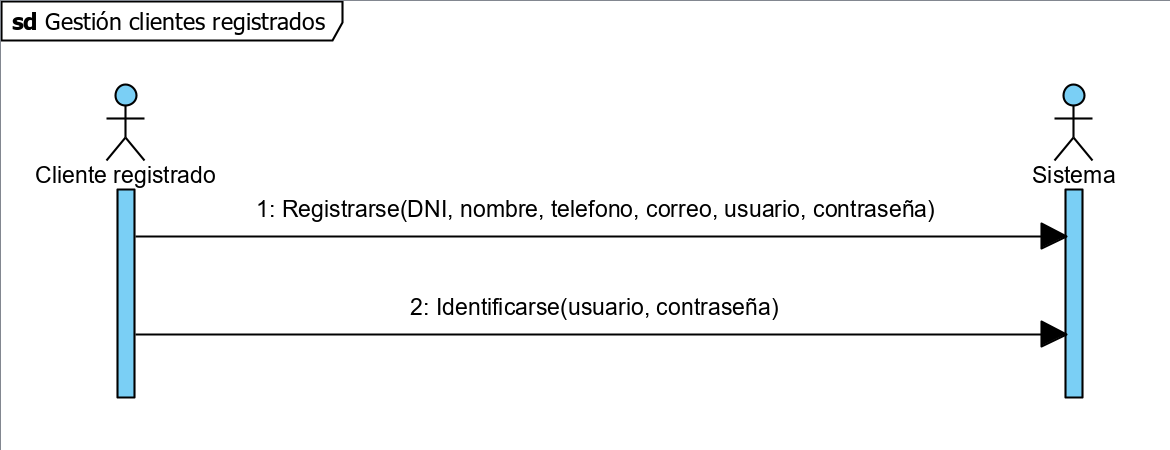 sd Gestión clientes registrados
Cliente registrado
Sistema
1: Registrarse(DNI, nombre, telefono, correo, usuario, contraseña)
2: Identificarse(usuario, contraseña)